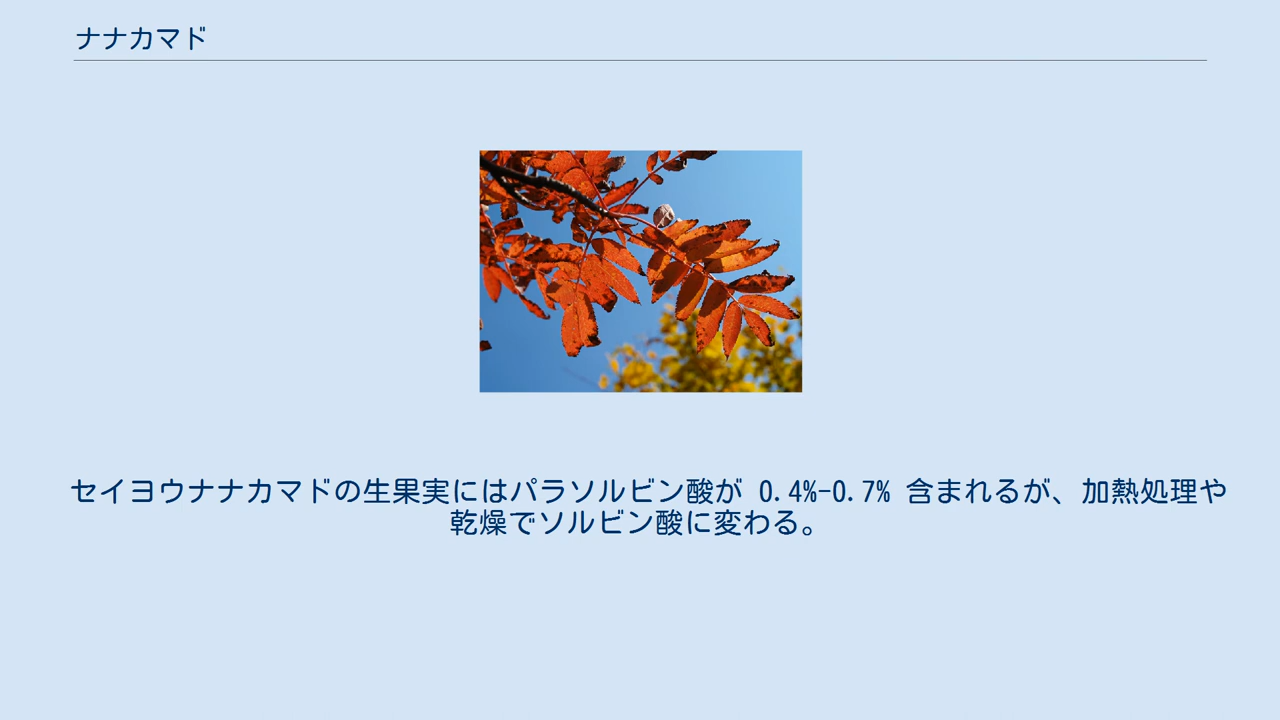 ナナカマド
セイヨウナナカマドの生果実にはパラソルビン酸が 0.4%-0.7% 含まれるが、加熱処理や
乾燥でソルビン酸に変わる。